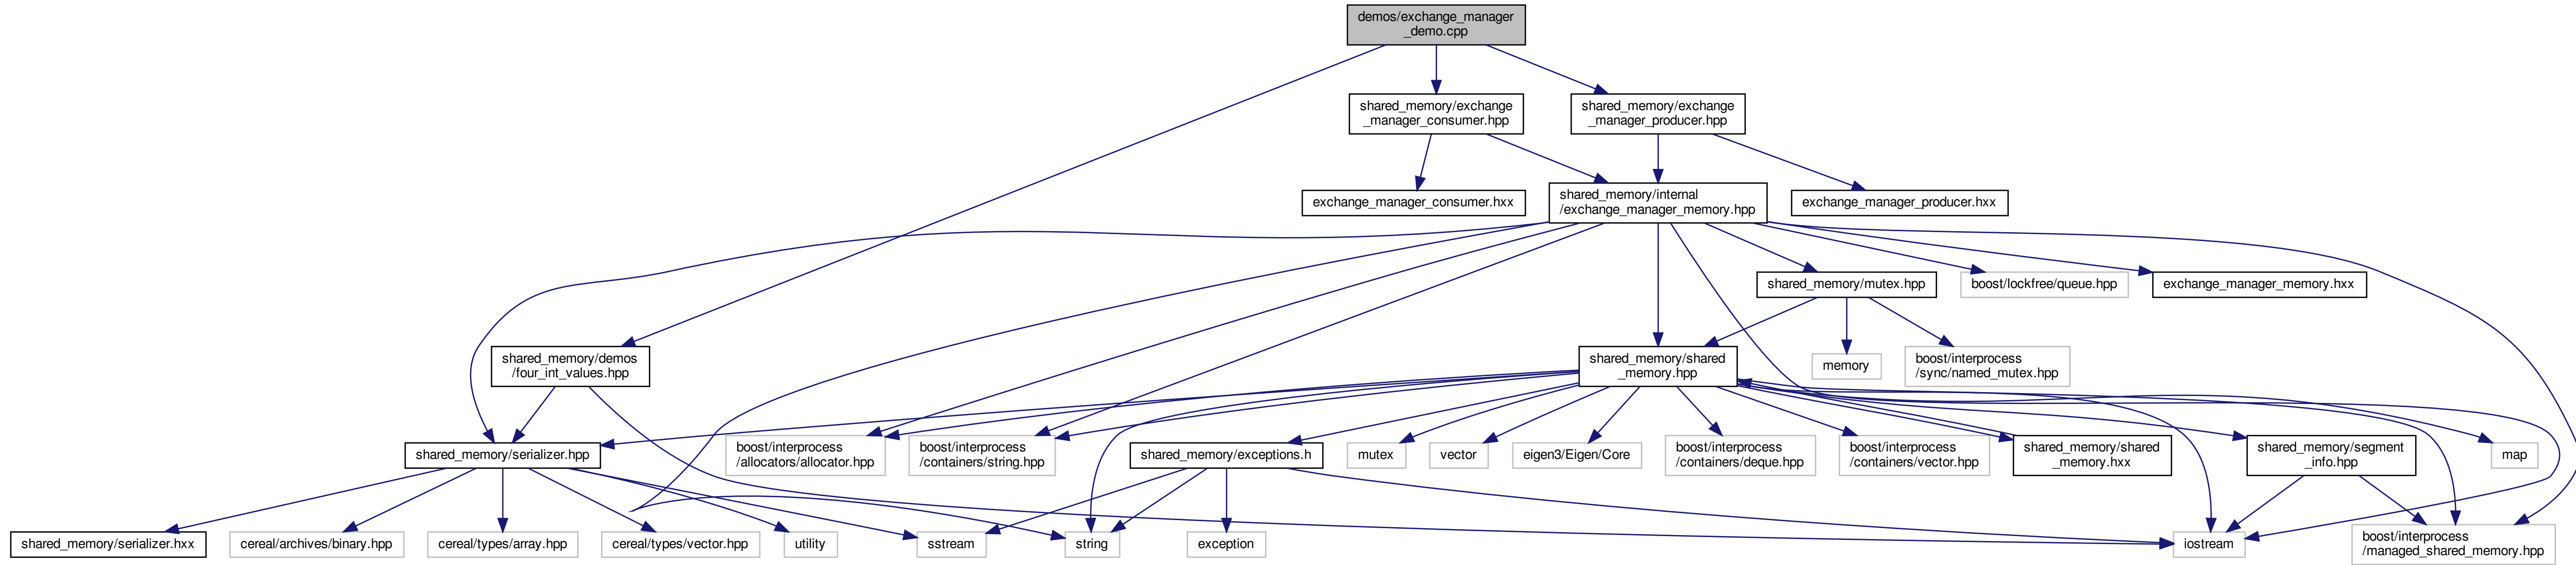 demos/exchange_manager
_demo.cpp
shared_memory/exchange
_manager_consumer.hpp
shared_memory/exchange
_manager_producer.hpp
exchange_manager_consumer.hxx
shared_memory/internal
/exchange_manager_memory.hpp
exchange_manager_producer.hxx
shared_memory/mutex.hpp
boost/lockfree/queue.hpp
exchange_manager_memory.hxx
shared_memory/demos
/four_int_values.hpp
shared_memory/shared
_memory.hpp
memory
boost/interprocess
/sync/named_mutex.hpp
shared_memory/serializer.hpp
boost/interprocess
/allocators/allocator.hpp
boost/interprocess
/containers/string.hpp
shared_memory/exceptions.h
mutex
vector
eigen3/Eigen/Core
boost/interprocess
/containers/deque.hpp
boost/interprocess
/containers/vector.hpp
shared_memory/shared
_memory.hxx
shared_memory/segment
_info.hpp
map
shared_memory/serializer.hxx
cereal/archives/binary.hpp
cereal/types/array.hpp
cereal/types/vector.hpp
utility
sstream
string
exception
iostream
boost/interprocess
/managed_shared_memory.hpp